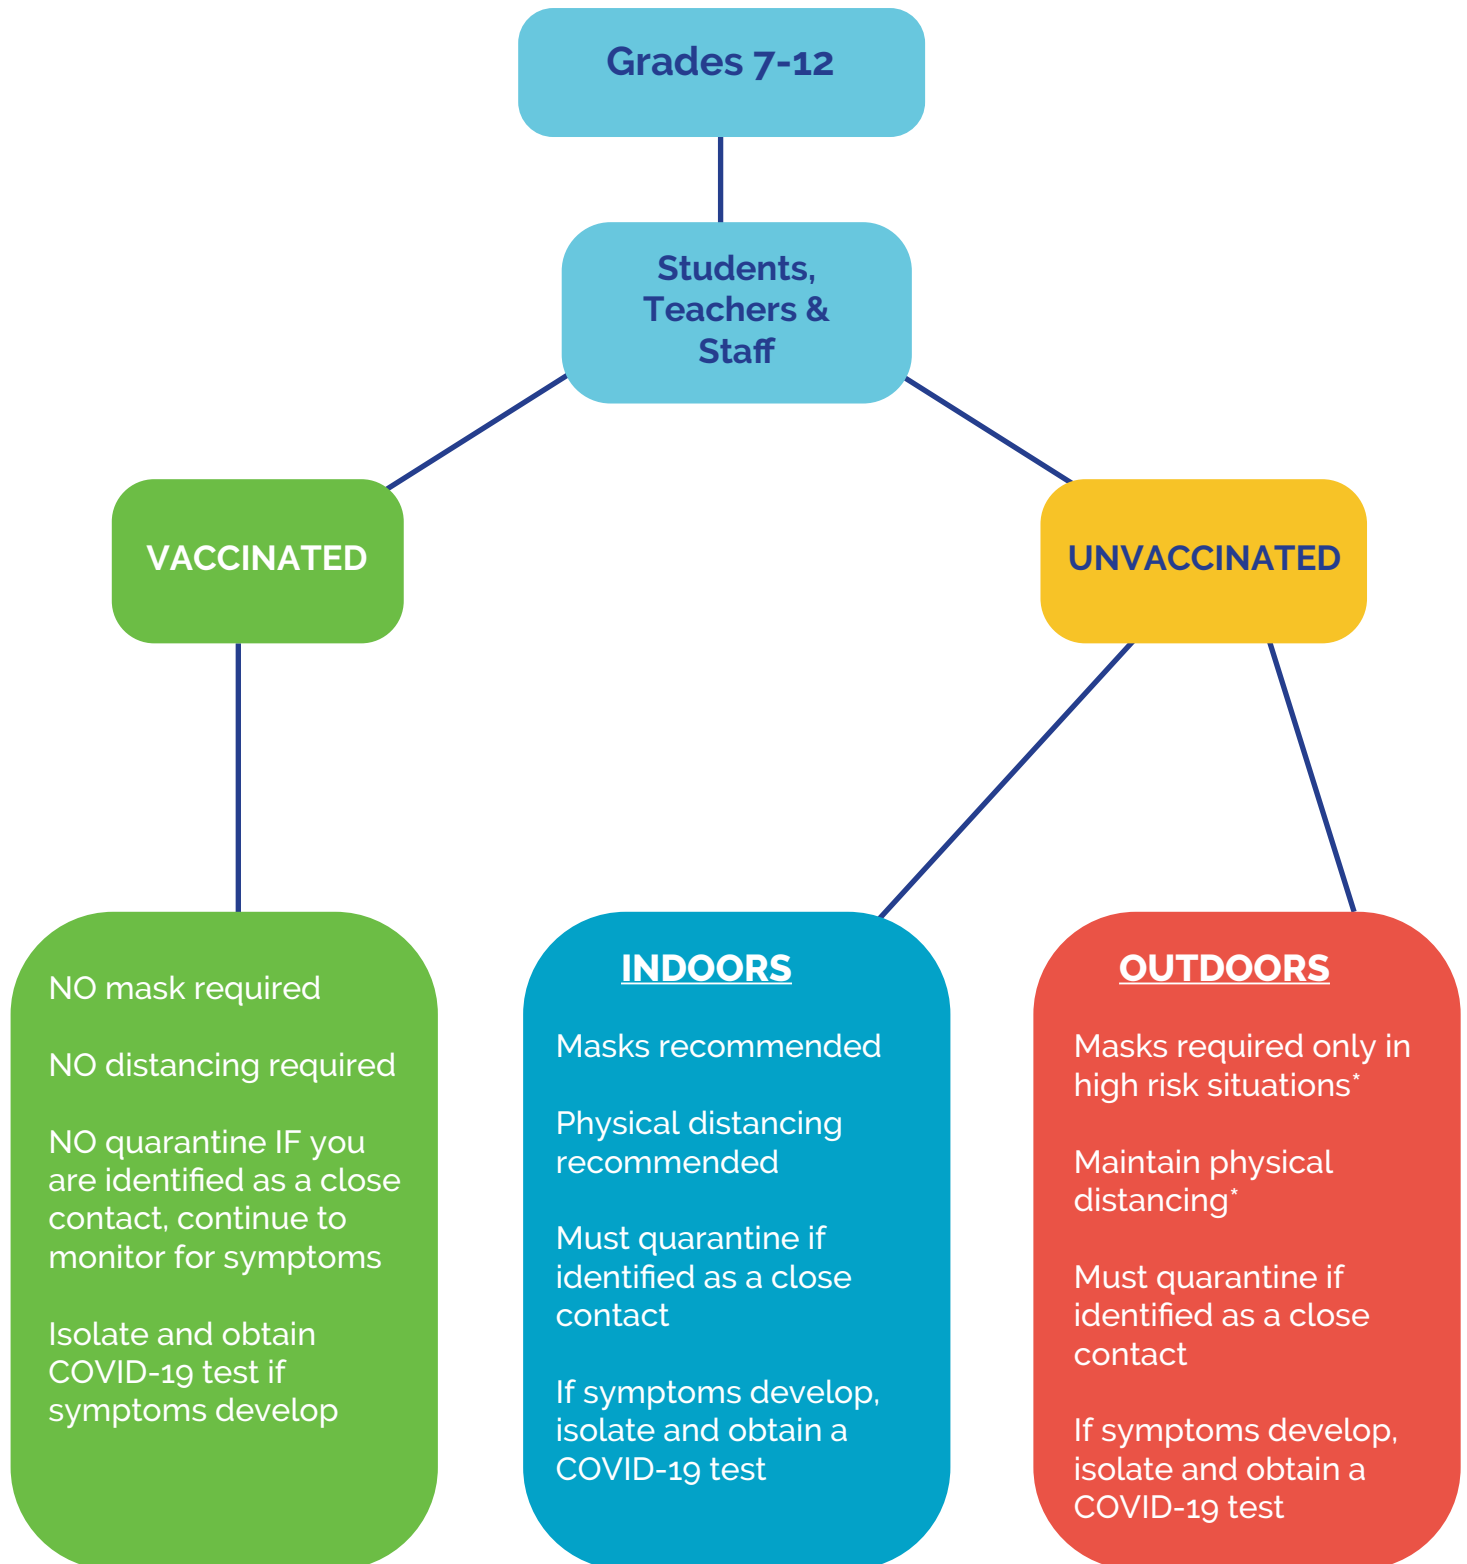 Grades 7-12
Students,
Teachers &
Staff
VACCINATED
UNVACCINATED
NO mask required
NO distancing required
NO quarantine IF you
are identified as a close
contact, continue to
monitor for symptoms
Isolate and obtain
COVID-19 test if
symptoms develop
INDOORS
Masks recommended
Physical distancing
recommended
Must quarantine if
identified as a close
contact
If symptoms develop,
isolate and obtain a
COVID-19 test
OUTDOORS
Masks required only in
high risk situations*
Maintain physical
distancing*
Must quarantine if
identified as a close
contact
If symptoms develop,
isolate and obtain a
COVID-19 test